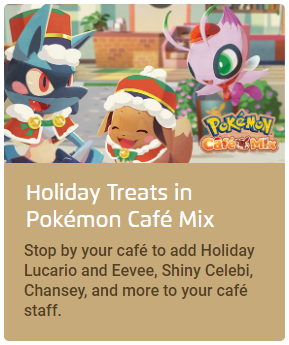 POKÉMON
Café Mix
Holiday Treats in
Pokémon Café Mix
Stop by your café to add Holiday
Lucario and Eevee, Shiny Celebi,
Chansey, and more to your café
staff.